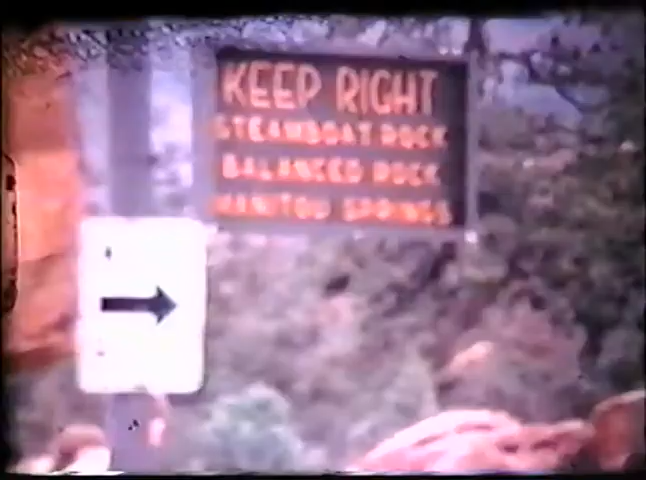 KEEP RIGHT
STEAMBOAT ROCK
BALANCED ROCK
MANITOU SPRINGS